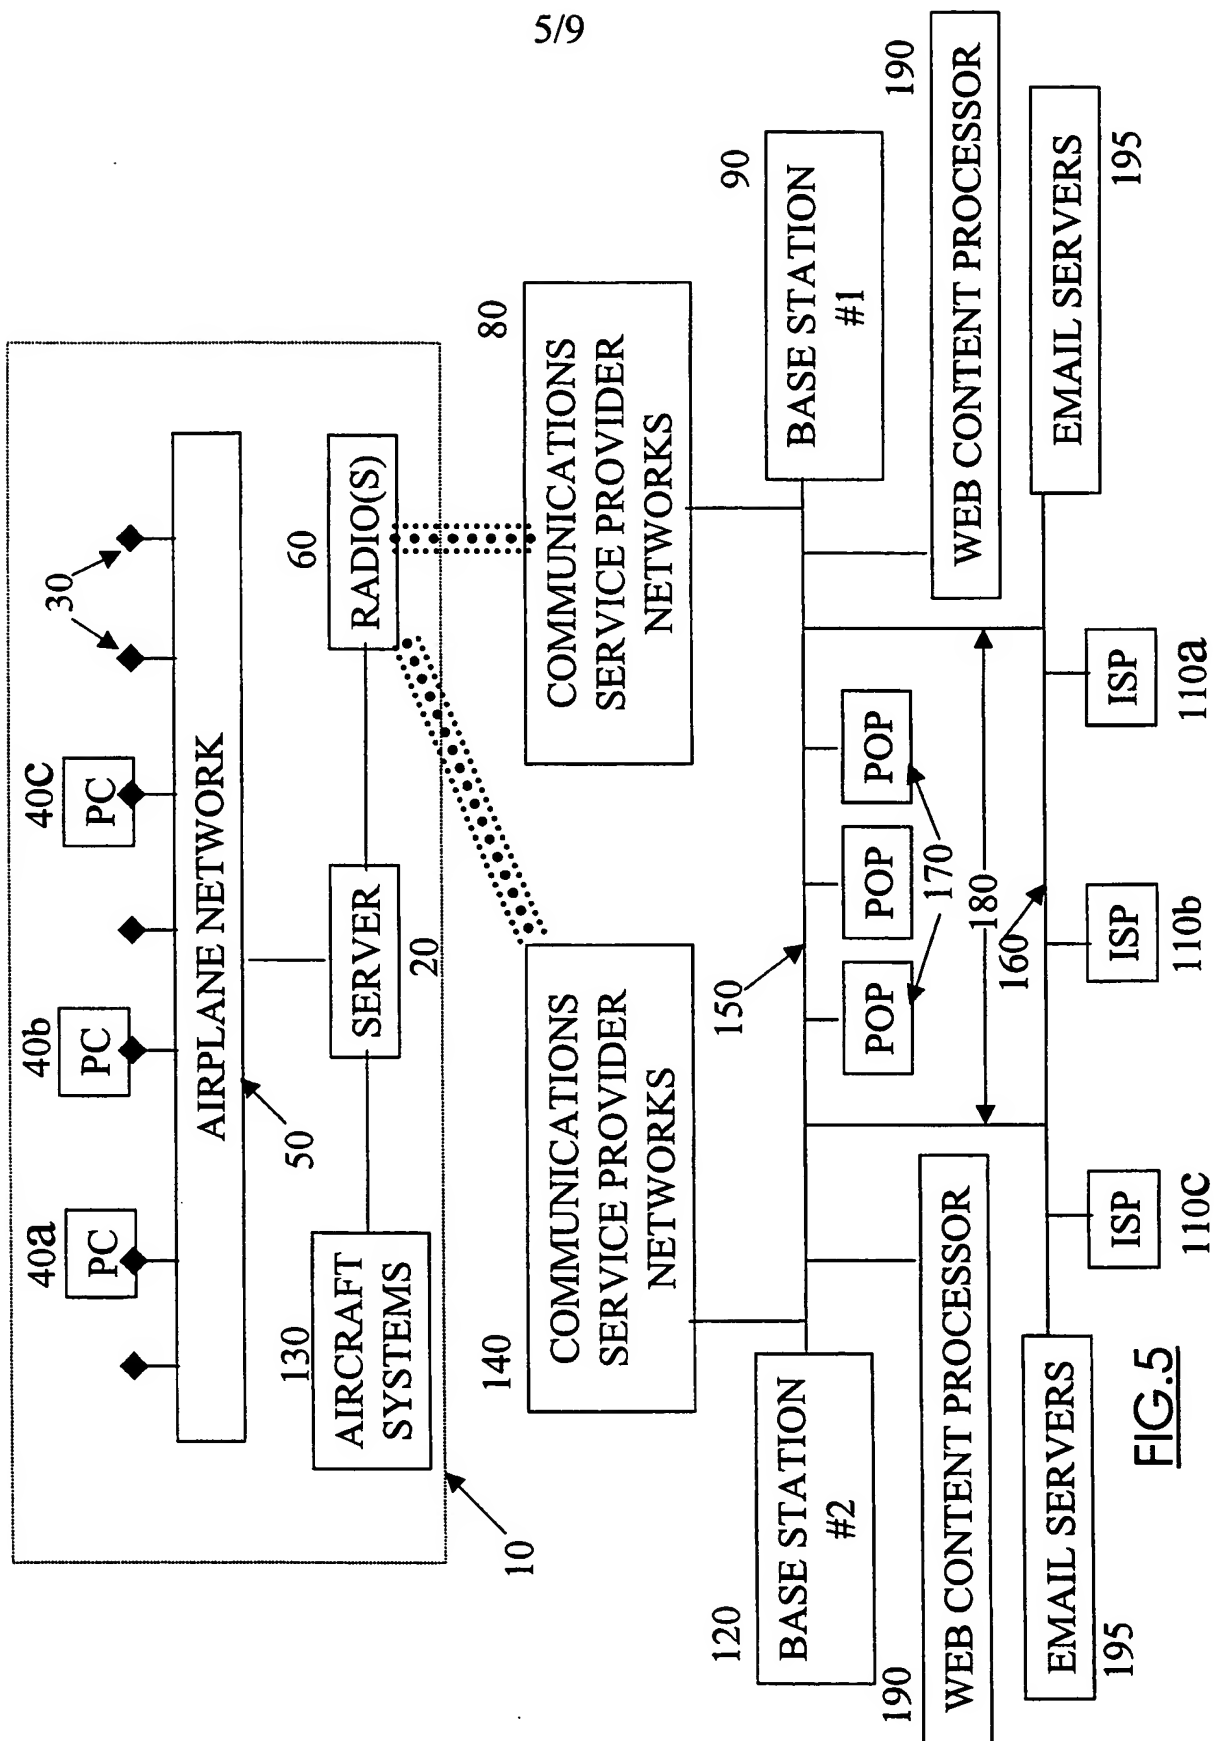 5/9
40a
40b
40c
30
PC
PC
PC
AIRPLANE NETWORK
50
130
AIRCRAFT
SYSTEMS
SERVER
20
60
RADIO(S)
10
140
COMMUNICATIONS
SERVICE PROVIDER
NETWORKS
80
COMMUNICATIONS
SERVICE PROVIDER
NETWORKS
120
BASE STATION
#2
150
90
BASE STATION
#1
POP
POP
POP
170
190
WEB CONTENT PROCESSOR
180
160
190
WEB CONTENT PROCESSOR
EMAIL SERVERS
195
EMAIL SERVERS
195
ISP
110c
ISP
110b
ISP
110a
FIG.5